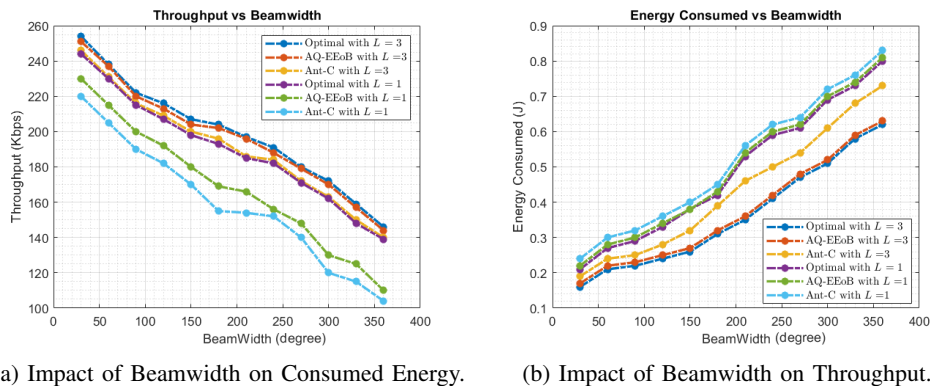 Throughput vs Beamwidth
260
240
220
200
180
160
140
120
100
0
50
100
150
200
250
300
350
400
Throughput (Kbps)
BeamWidth (degree)
Optimal with L = 3
AQ-EEoB with L =3
Ant-C with L =3
Optimal with L = 1
AQ-EEoB with L =1
Ant-C with L =1
Energy Consumed vs Beamwidth
0.9
0.8
0.7
0.6
0.5
0.4
0.3
0.2
0.1
0
50
100
150
200
250
300
350
400
Energy Consumed (J)
BeamWidth (degree)
Optimal with L = 3
AQ-EEoB with L =3
Ant-C with L =3
Optimal with L = 1
AQ-EEoB with L =1
Ant-C with L =1
a) Impact of Beamwidth on Consumed Energy.
(b) Impact of Beamwidth on Throughput.